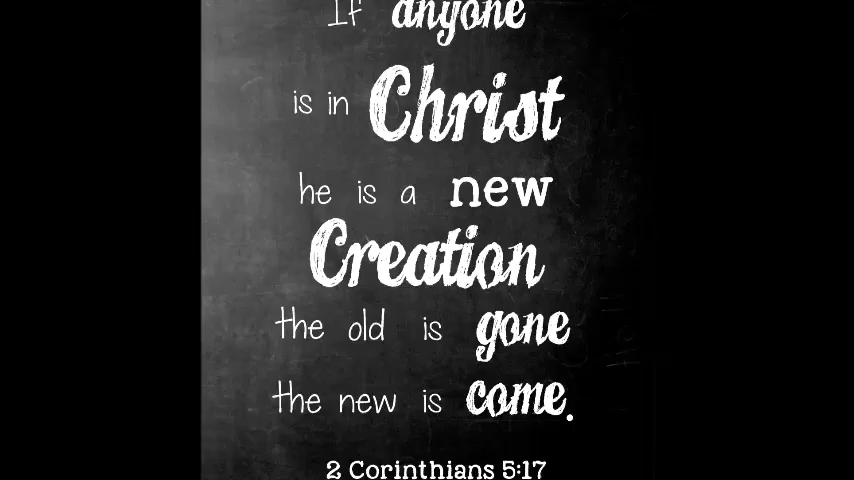 If anyone
is in Christ
he is a new
Creation
the old is gone
the new is come.
2 Corinthians 5:17